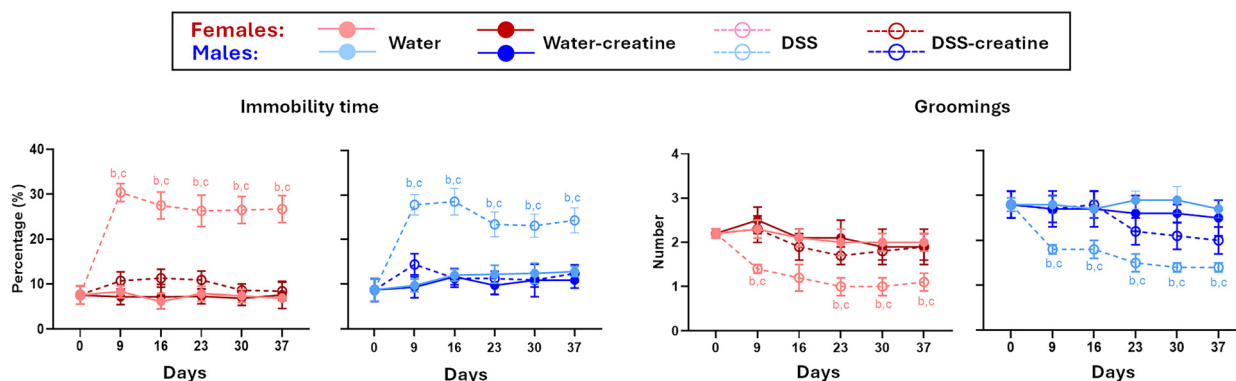 Females: Water Water-creatine DSS DSS-creatine
Males:
Immobility time
Groomings
Percentage (%)
40
30
20
10
0
b,c b,c b,c b,c b,c
0 9 16 23 30 37
Days
b,c b,c b,c b,c b,c
0 9 16 23 30 37
Days
Number
4
3
2
1
0
b,c b,c b,c b,c
0 9 16 23 30 37
Days
b,c b,c b,c b,c b,c
0 9 16 23 30 37
Days